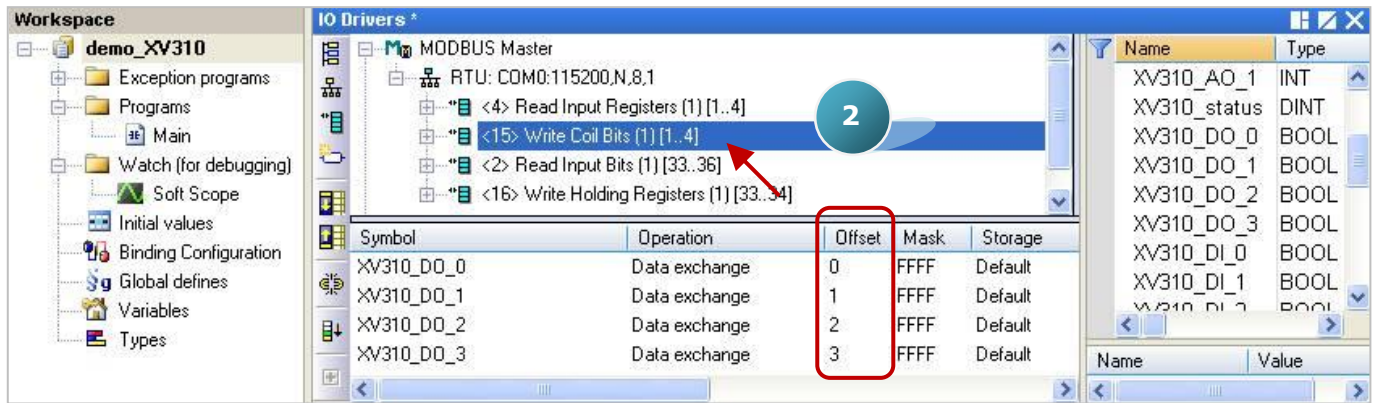 Workspace
demo_XV310
Exception programs
Programs
Main
Watch (for debugging)
Soft Scope
Initial values
Binding Configuration
Global defines
Variables
Types
IO Drivers *
MODBUS Master
RTU: COM0:115200,N,8,1
<4> Read Input Registers (1) [1..4]
<15> Write Coil Bits (1) [1..4]
<2> Read Input Bits (1) [33..36]
<16> Write Holding Registers (1) [33..34]
2
Symbol Operation Offset Mask Storage
XV310_DO_0 Data exchange 0 FFFF Default
XV310_DO_1 Data exchange 1 FFFF Default
XV310_DO_2 Data exchange 2 FFFF Default
XV310_DO_3 Data exchange 3 FFFF Default
Name Type
XV310_AO_1 INT
XV310_status DINT
XV310_DO_0 BOOL
XV310_DO_1 BOOL
XV310_DO_2 BOOL
XV310_DO_3 BOOL
XV310_DI_0 BOOL
XV310_DI_1 BOOL
XV310_DI_2 BOOL
Name Value